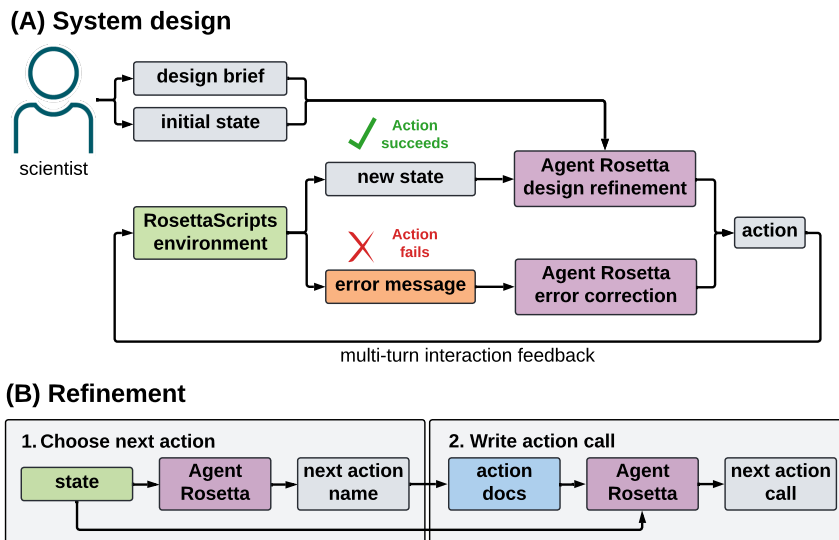 (A) System design
design brief
initial state
scientist
Action
succeeds
new state
Agent Rosetta
design refinement
RosettaScripts
environment
Action
fails
error message
Agent Rosetta
error correction
action
multi-turn interaction feedback
(B) Refinement
1. Choose next action
state
Agent
Rosetta
next action
name
2. Write action call
action
docs
Agent
Rosetta
next action
call